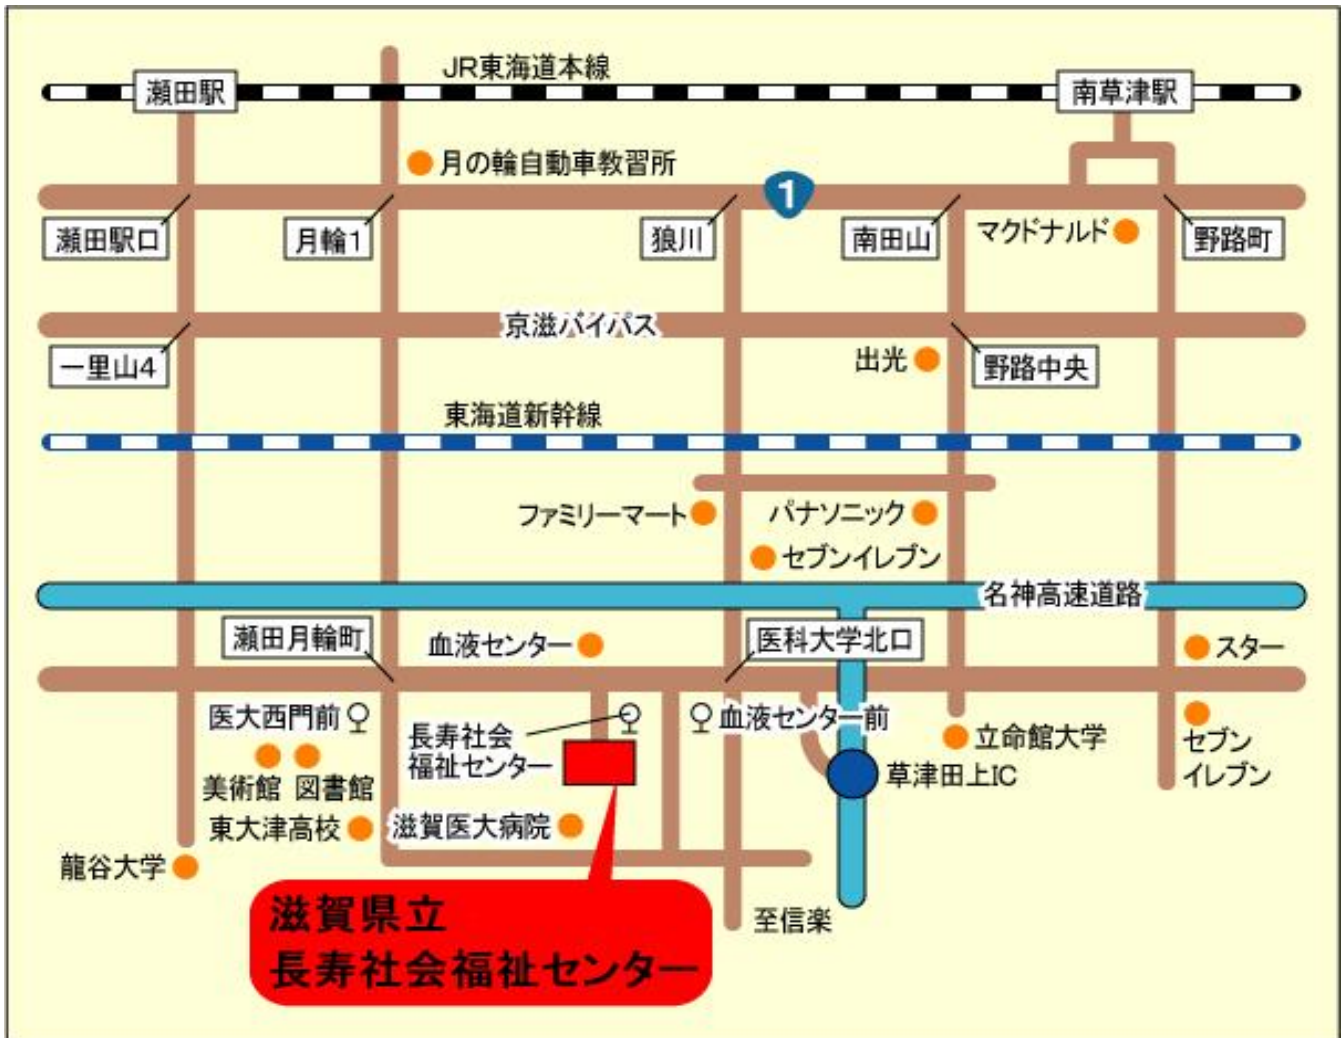 JR東海道本線
瀬田駅
南草津駅
月の輪自動車教習所
1
瀬田駅口
月輪1
狼川
南田山
マクドナルド
野路町
京滋バイパス
一里山4
出光
野路中央
東海道新幹線
ファミリーマート
パナソニック
セブンイレブン
名神高速道路
瀬田月輪町
血液センター
医科大学北口
スター
医大西門前
長寿社会
福祉センター
血液センター前
立命館大学
セブン
イレブン
美術館
図書館
草津田上IC
東大津高校
滋賀医大病院
龍谷大学
滋賀県立
長寿社会福祉センター
至信楽